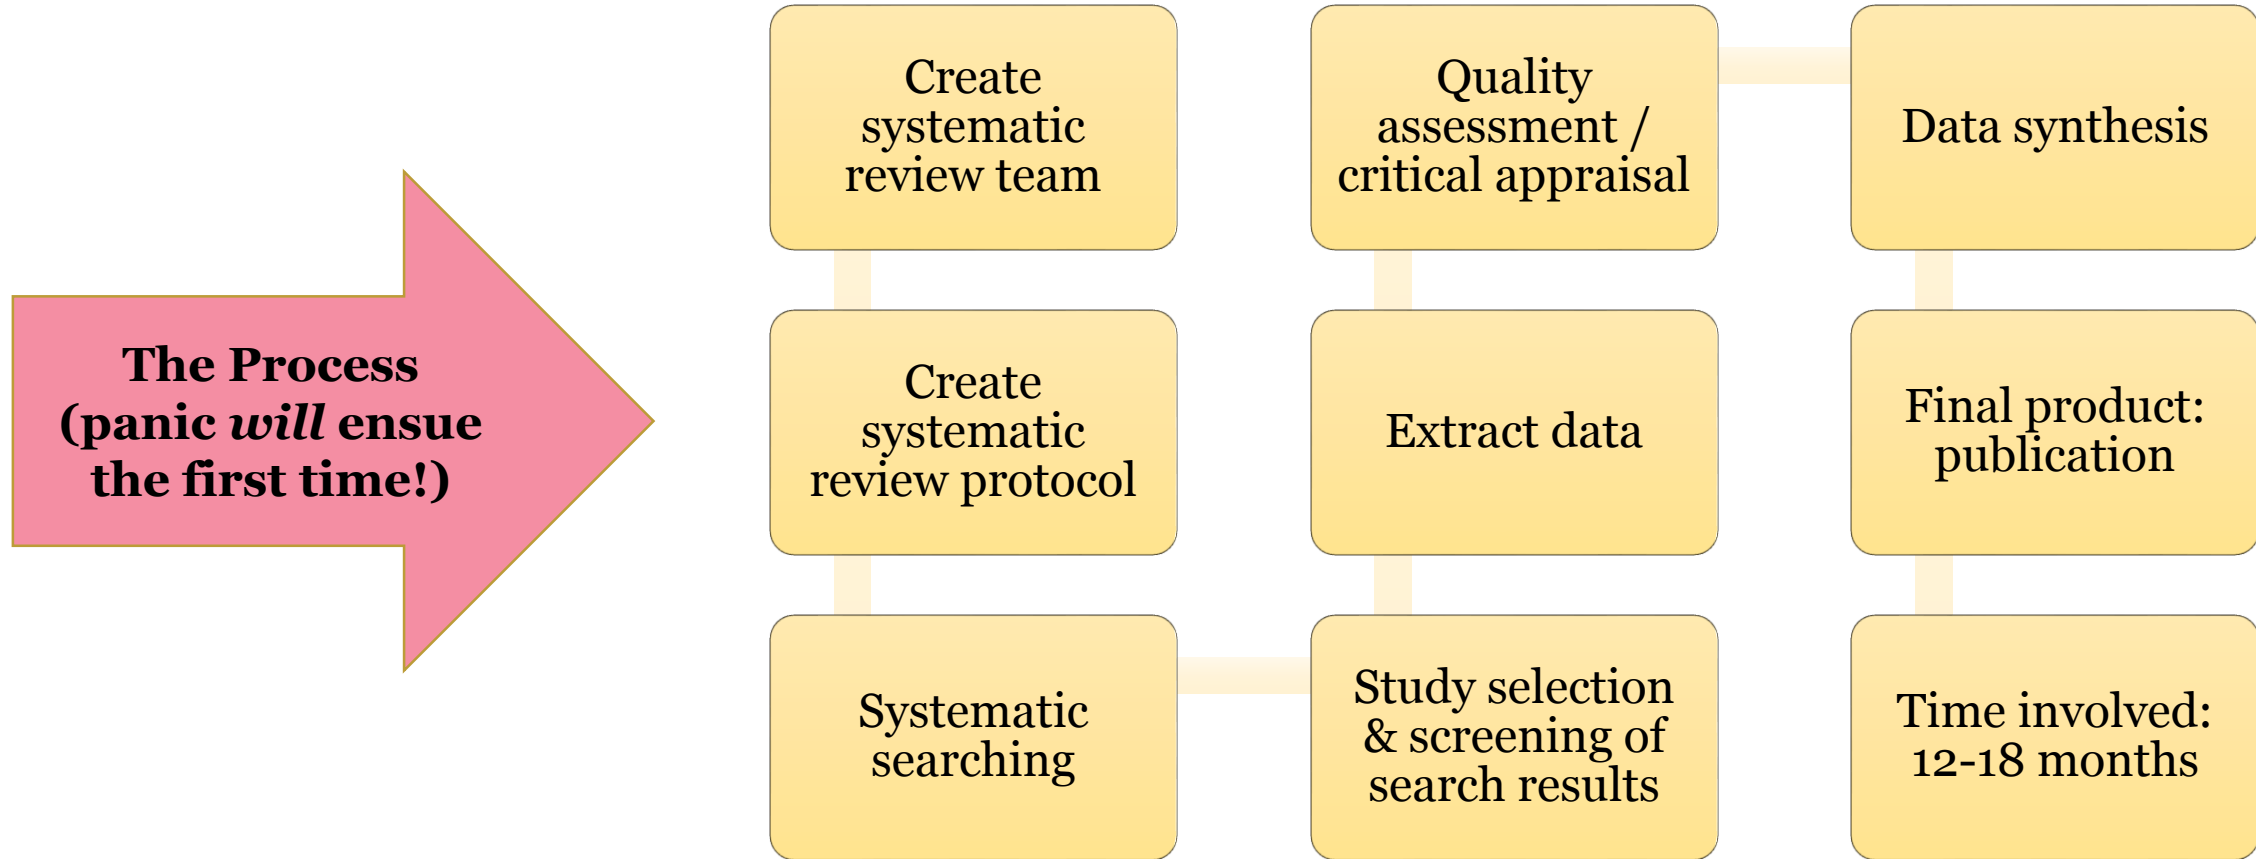 The Process
(panic will ensue
the first time!)
Create
systematic
review team
Create
systematic
review protocol
Systematic
searching
Study selection
& screening of
search results
Extract data
Quality
assessment /
critical appraisal
Data synthesis
Final product:
publication
Time involved:
12-18 months